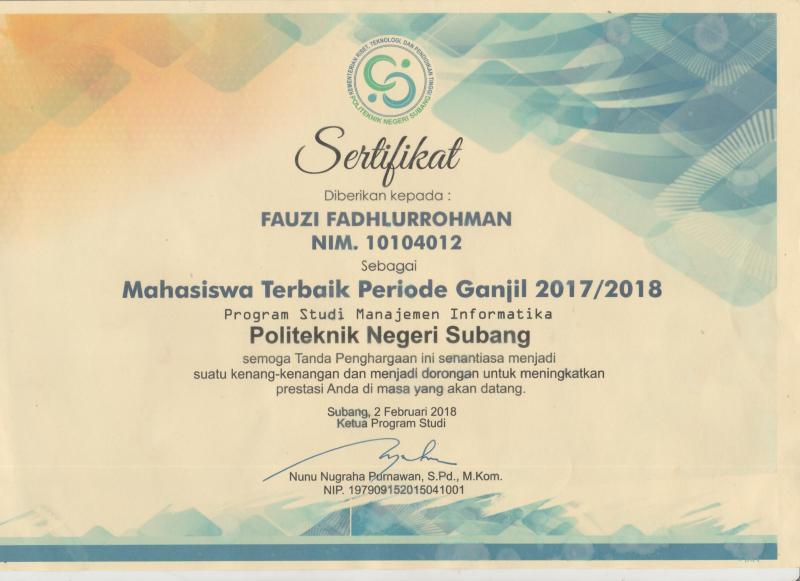 KEMENTERIAN RISET, TEKNOLOGI, DAN PENDIDIKAN TINGGI
POLITEKNIK NEGERI SUBANG
Sertifikat
Diberikan kepada :
FAUZI FADHLURROHMAN
NIM. 10104012
Sebagai
Mahasiswa Terbaik Periode Ganjil 2017/2018
Program Studi Manajemen Informatika
Politeknik Negeri Subang
semoga Tanda Penghargaan ini senantiasa menjadi
suatu kenang-kenangan dan menjadi dorongan untuk meningkatkan
prestasi Anda di masa yang akan datang.
Subang, 2 Februari 2018
Ketua Program Studi
Nunu Nugraha Purnawan, S.Pd., M.Kom.
NIP. 197909152015041001